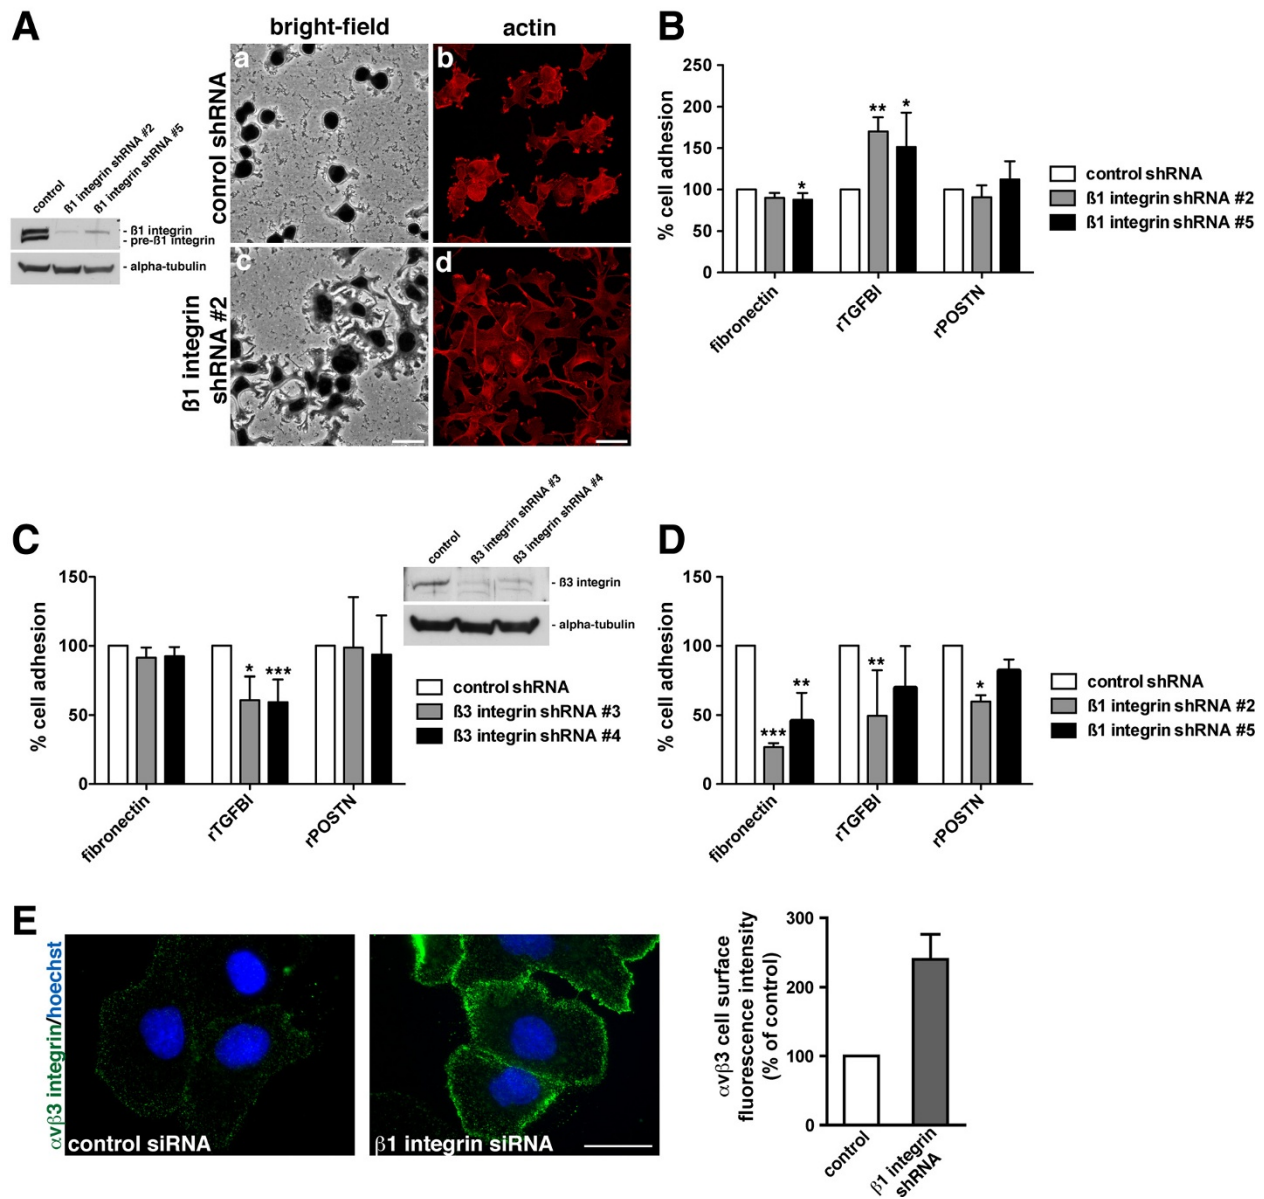 A
bright-field
actin
conrol shRNA
ß1 integrin
shRNA #2
a
b
c
d
control
ß1 integrin shRNA #2
ß1 integrin shRNA #5
- ß1 integrin
- pre-ß1 integrin
- alpha-tubulin
B
% cell adhesion
250
200
150
100
50
0
** *
*
fibronectin
rTGFBI
rPOSTN
control shRNA
ß1 integrin shRNA #2
ß1 integrin shRNA #5
C
% cell adhesion
150
100
50
0
* ***
fibronectin
rTGFBI
rPOSTN
control
ß3 integrin shRNA #3
ß3 integrin shRNA #4
- ß3 integrin
- alpha-tubulin
control shRNA
ß3 integrin shRNA #3
ß3 integrin shRNA #4
D
% cell adhesion
150
100
50
0
*** **
**
*
fibronectin
rTGFBI
rPOSTN
control shRNA
ß1 integrin shRNA #2
ß1 integrin shRNA #5
E
αvβ3 integrin/hoechst
control siRNA
β1 integrin siRNA
αvβ3 cell surface
fluorescence intensity
(% of control)
300
200
100
0
control
β1 integrin
shRNA